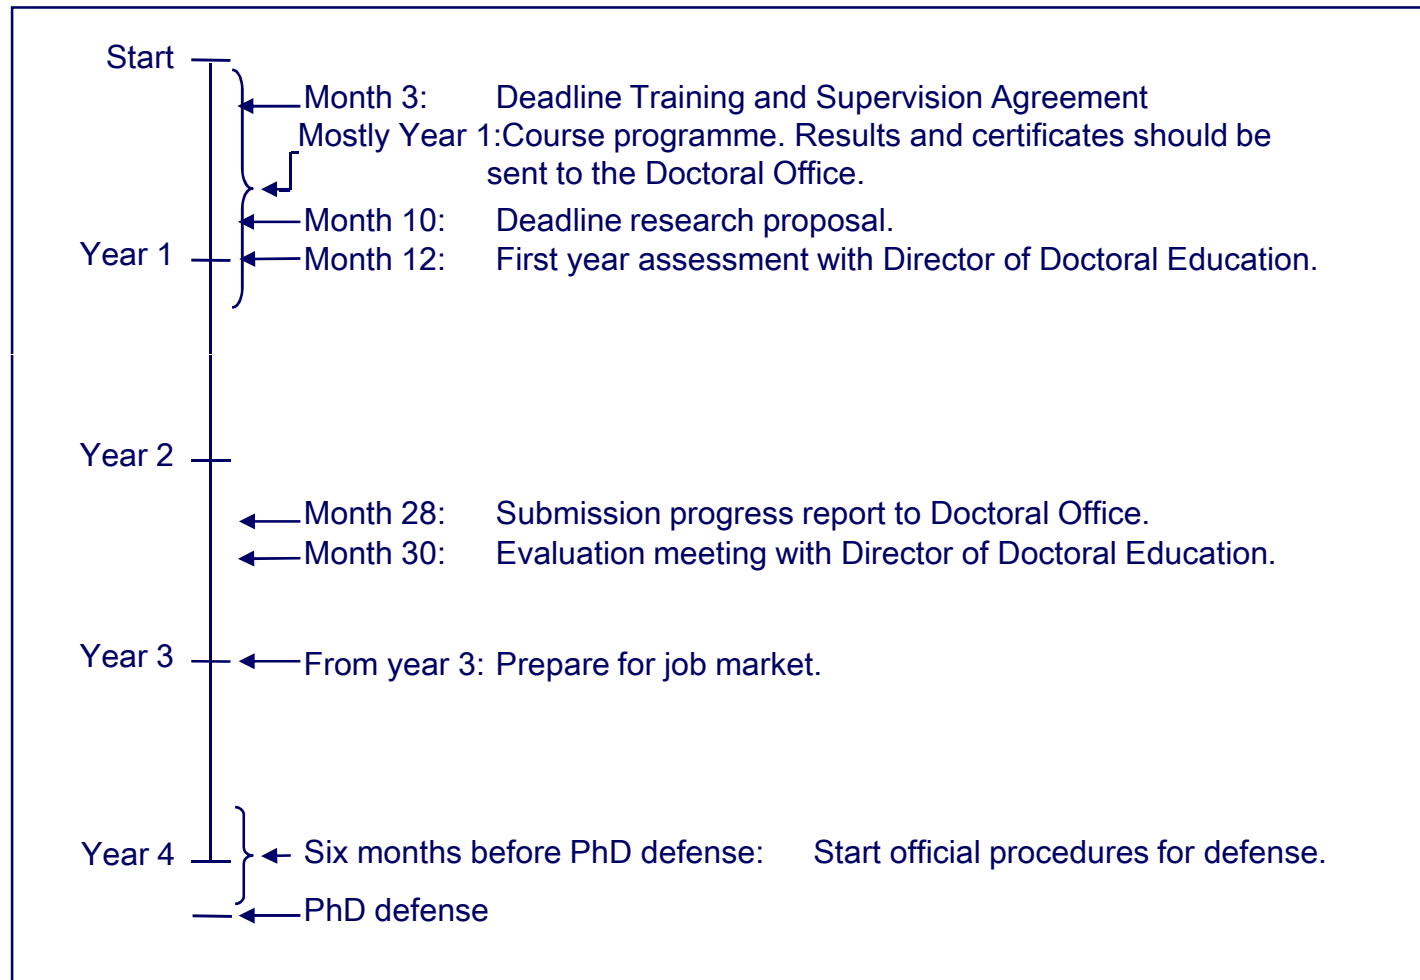 Start
Month 3: Deadline Training and Supervision Agreement
Mostly Year 1:Course programme. Results and certificates should be
sent to the Doctoral Office.
Month 10: Deadline research proposal.
Year 1
Month 12: First year assessment with Director of Doctoral Education.
Year 2
Month 28: Submission progress report to Doctoral Office.
Month 30: Evaluation meeting with Director of Doctoral Education.
Year 3
From year 3: Prepare for job market.
Year 4
Six months before PhD defense: Start official procedures for defense.
PhD defense